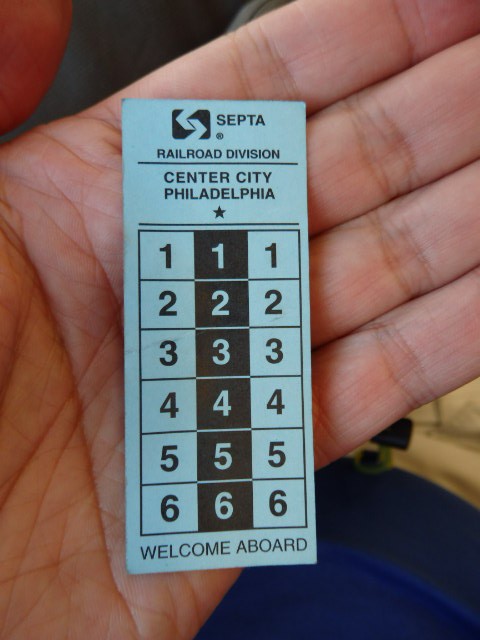 SEPTA
®
RAILROAD DIVISION
CENTER CITY
PHILADELPHIA
★
1 1 1
2 2 2
3 3 3
4 4 4
5 5 5
6 6 6
WELCOME ABOARD